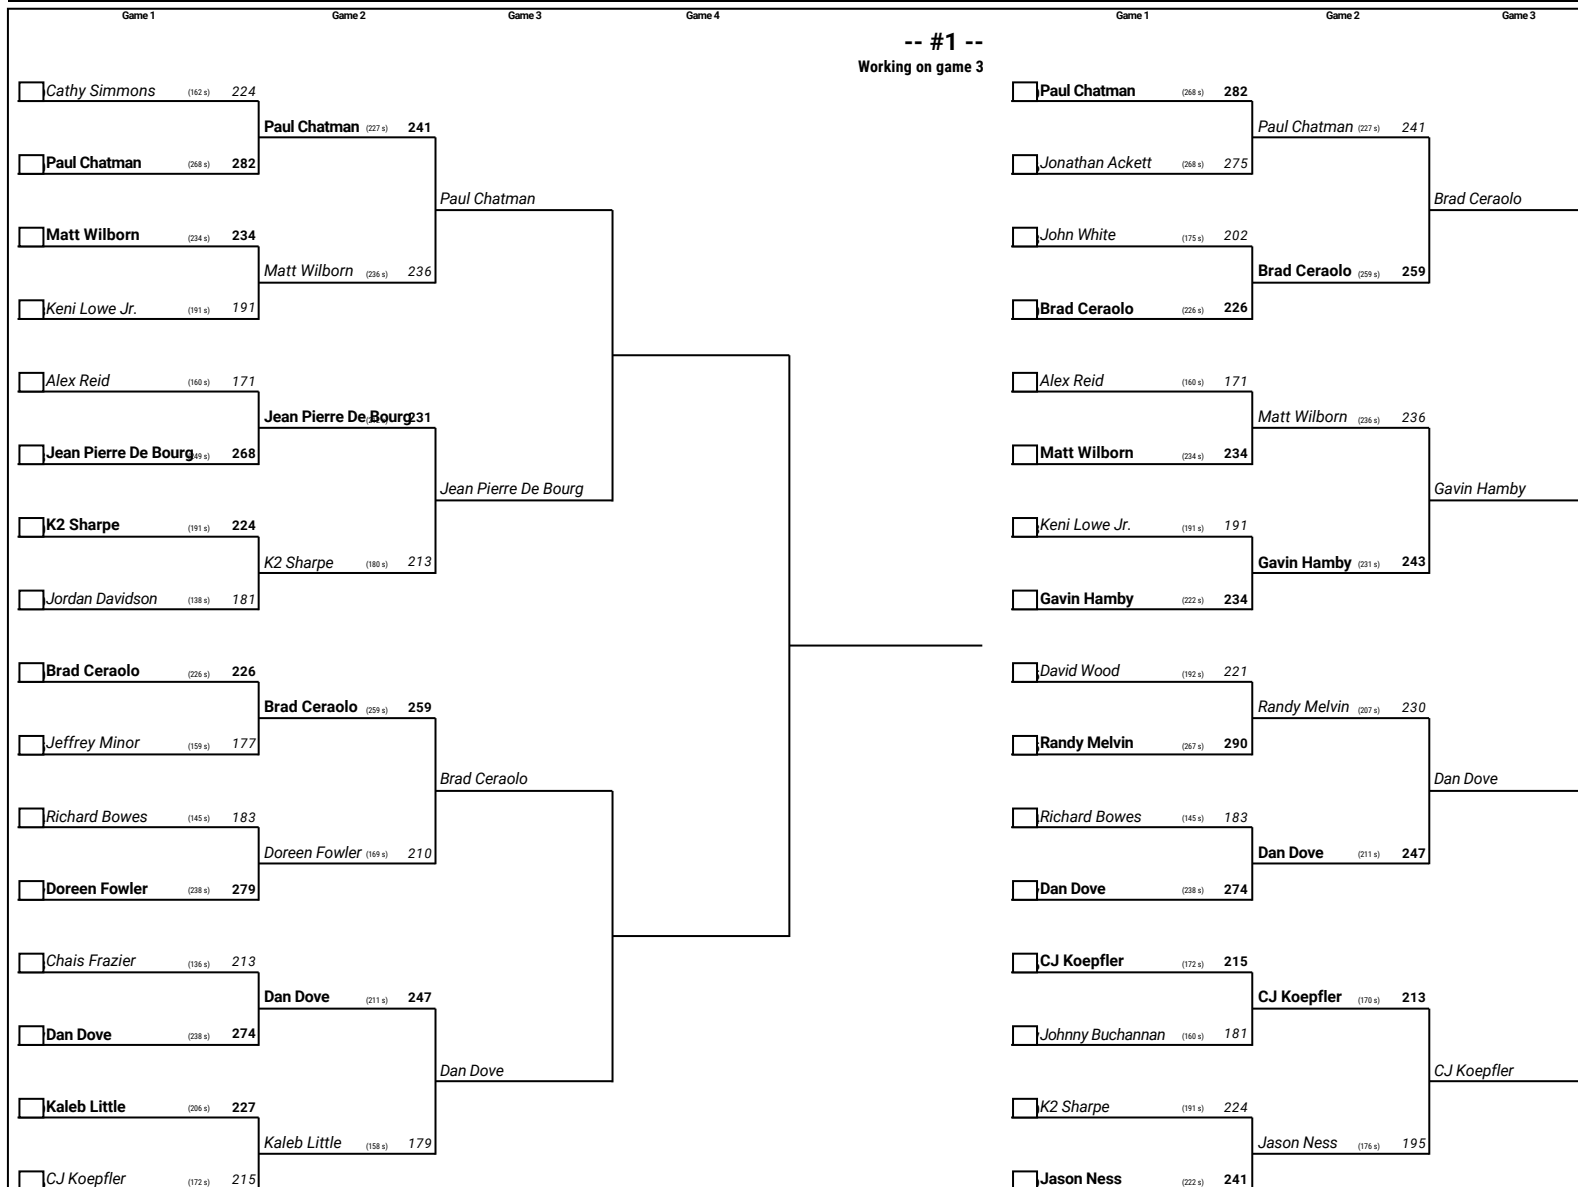 Game 1 Game 2 Game 3 Game 4 Game 1 Game 2 Game 3
-- #1 --
Working on game 3
Cathy Simmons (162 s) 224
Paul Chatman (227 s) 241
Paul Chatman (268 s) 282
Paul Chatman
Matt Wilborn (234 s) 234
Matt Wilborn (236 s) 236
Keni Lowe Jr. (191 s) 191
Alex Reid (160 s) 171
Jean Pierre De Bourg 231
Jean Pierre De Bourg 268
Jean Pierre De Bourg
K2 Sharpe (191 s) 224
K2 Sharpe (180 s) 213
Jordan Davidson (138 s) 181
Brad Ceraolo (226 s) 226
Brad Ceraolo (259 s) 259
Jeffrey Minor (159 s) 177
Brad Ceraolo
Richard Bowes (145 s) 183
Doreen Fowler (169 s) 210
Doreen Fowler (238 s) 279
Chais Frazier (136 s) 213
Dan Dove (211 s) 247
Dan Dove (238 s) 274
Dan Dove
Kaleb Little (206 s) 227
Kaleb Little (158 s) 179
CJ Koepfler (172 s) 215
Paul Chatman (268 s) 282
Paul Chatman (227 s) 241
Jonathan Ackett (268 s) 275
Brad Ceraolo
John White (175 s) 202
Brad Ceraolo (259 s) 259
Brad Ceraolo (226 s) 226
Alex Reid (160 s) 171
Matt Wilborn (236 s) 236
Matt Wilborn (234 s) 234
Gavin Hamby
Keni Lowe Jr. (191 s) 191
Gavin Hamby (231 s) 243
Gavin Hamby (222 s) 234
David Wood (192 s) 221
Randy Melvin (207 s) 230
Randy Melvin (267 s) 290
Dan Dove
Richard Bowes (145 s) 183
Dan Dove (211 s) 247
Dan Dove (238 s) 274
CJ Koepfler (172 s) 215
CJ Koepfler (170 s) 213
Johnny Buchannan (160 s) 181
CJ Koepfler
K2 Sharpe (191 s) 224
Jason Ness (176 s) 195
Jason Ness (222 s) 241